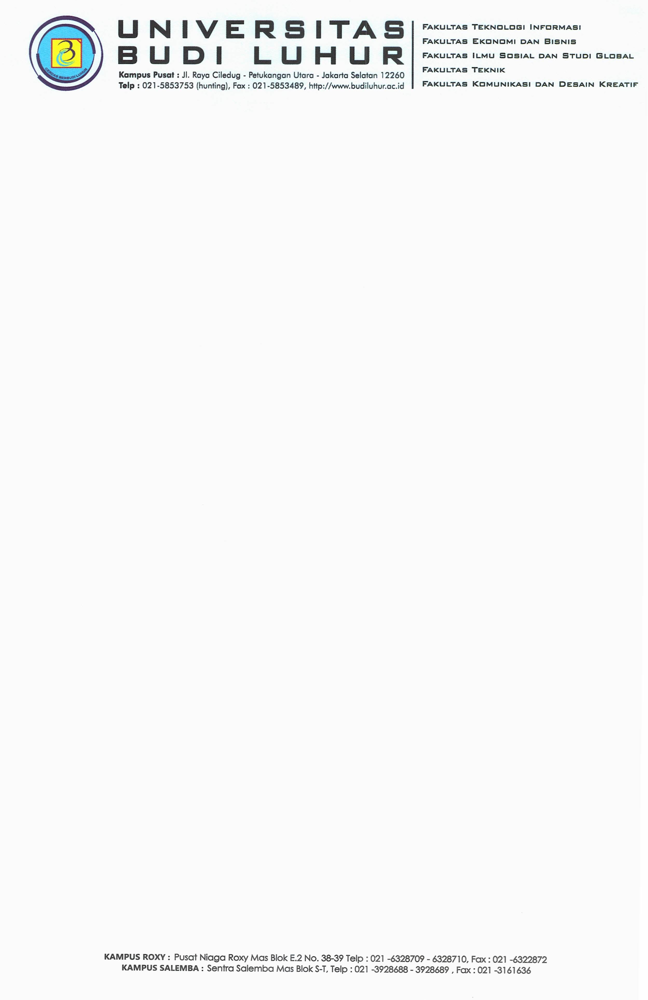 UNIVERSITAS
BUDI LUHUR
Kampus Pusat : Jl. Raya Ciledug - Petukangan Utara - Jakarta Selatan 12260
Telp : 021-5853753 (hunting), Fax : 021-5853489, http://www.budiluhur.ac.id
CERDAS BERBUDI LUHUR
FAKULTAS TEKNOLOGI INFORMASI
FAKULTAS EKONOMI DAN BISNIS
FAKULTAS ILMU SOSIAL DAN STUDI GLOBAL
FAKULTAS TEKNIK
FAKULTAS KOMUNIKASI DAN DESAIN KREATIF
KAMPUS ROXY : Pusat Niaga Roxy Mas Blok E.2 No. 38-39 Telp : 021 -6328709 - 6328710, Fax : 021 -6322872
KAMPUS SALEMBA : Sentra Salemba Mas Blok S-T, Telp : 021 -3928688 - 3928689 , Fax : 021 -3161636